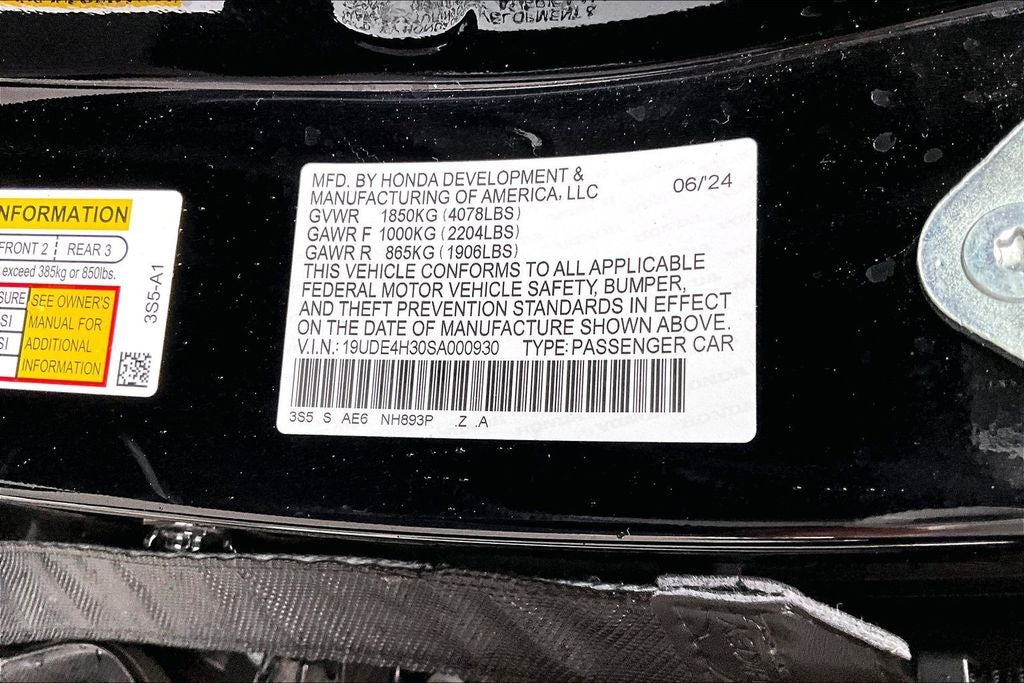 MFD. BY HONDA DEVELOPMENT &
MANUFACTURING OF AMERICA, LLC
06/'24
GVWR 1850KG (4078LBS)
GAWR F 1000KG (2204LBS)
GAWR R 865KG (1906LBS)
THIS VEHICLE CONFORMS TO ALL APPLICABLE
FEDERAL MOTOR VEHICLE SAFETY, BUMPER,
AND THEFT PREVENTION STANDARDS IN EFFECT
ON THE DATE OF MANUFACTURE SHOWN ABOVE.
V.I.N.: 19UDE4H30SA000930 TYPE: PASSENGER CAR
3S5 S AE6 NH893P .Z .A
NFORMATION
FRONT 2 REAR 3
exceed 385kg or 850lbs.
SURE
SI
SI
SEE OWNER'S
MANUAL FOR
ADDITIONAL
INFORMATION
3S5-A1